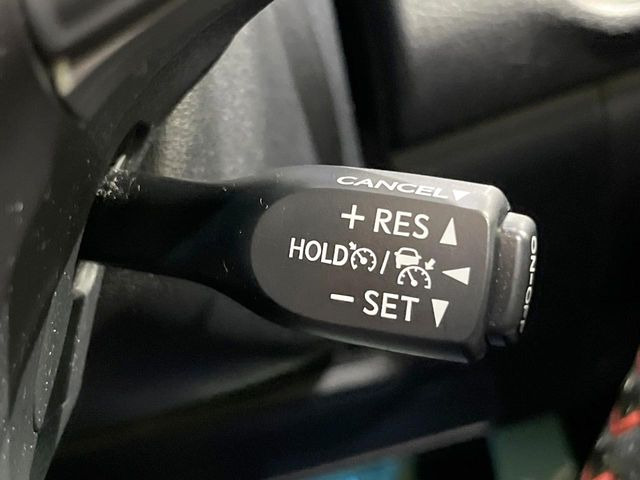 CANCEL▼
+ RES ▲
HOLD / ◀
− SET ▼
ON-OFF